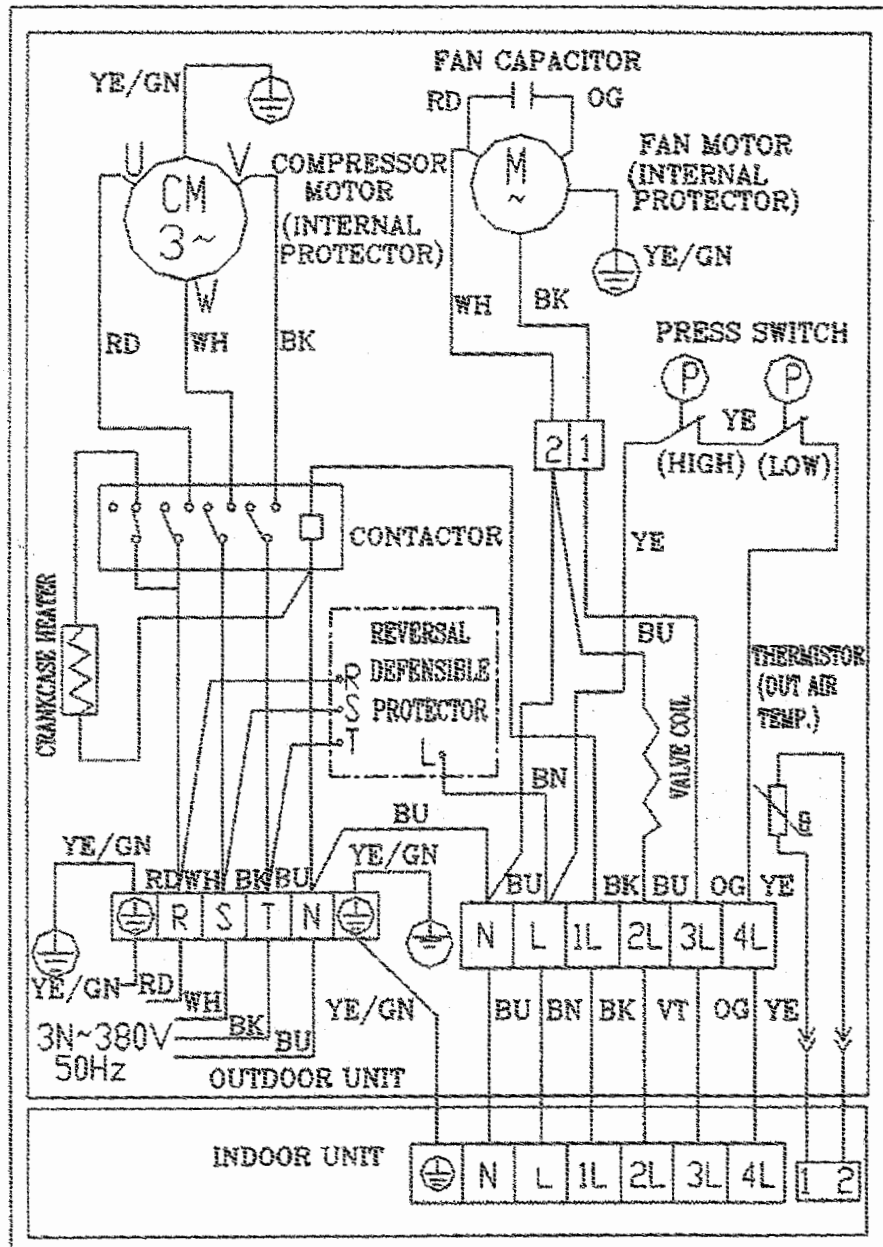 FAN CAPACITOR
YE/GN
RD
OG
U
V
CM
3~
W
COMPRESSOR
MOTOR
(INTERNAL
PROTECTOR)
M
~
FAN MOTOR
(INTERNAL
PROTECTOR)
YE/GN
WH
BK
RD
WH
BK
PRESS SWITCH
P
P
YE
(HIGH)
(LOW)
2
1
CONTACTOR
YE
CRANKCASE HEATER
REVERSAL
DEFENSIBLE
PROTECTOR
R
S
T
L
BU
THERMISTOR
(OUT AIR
TEMP.)
θ
VALVE COIL
BN
BU
YE/GN
YE/GN
RD
WH
BK
BU
BU
BK
BU
OG
YE
R
S
T
N
N
L
1L
2L
3L
4L
YE/GN
RD
WH
BK
BU
YE/GN
BU
BN
BK
VT
OG
YE
3N~380V
50Hz
OUTDOOR UNIT
INDOOR UNIT
N
L
1L
2L
3L
4L
1
2